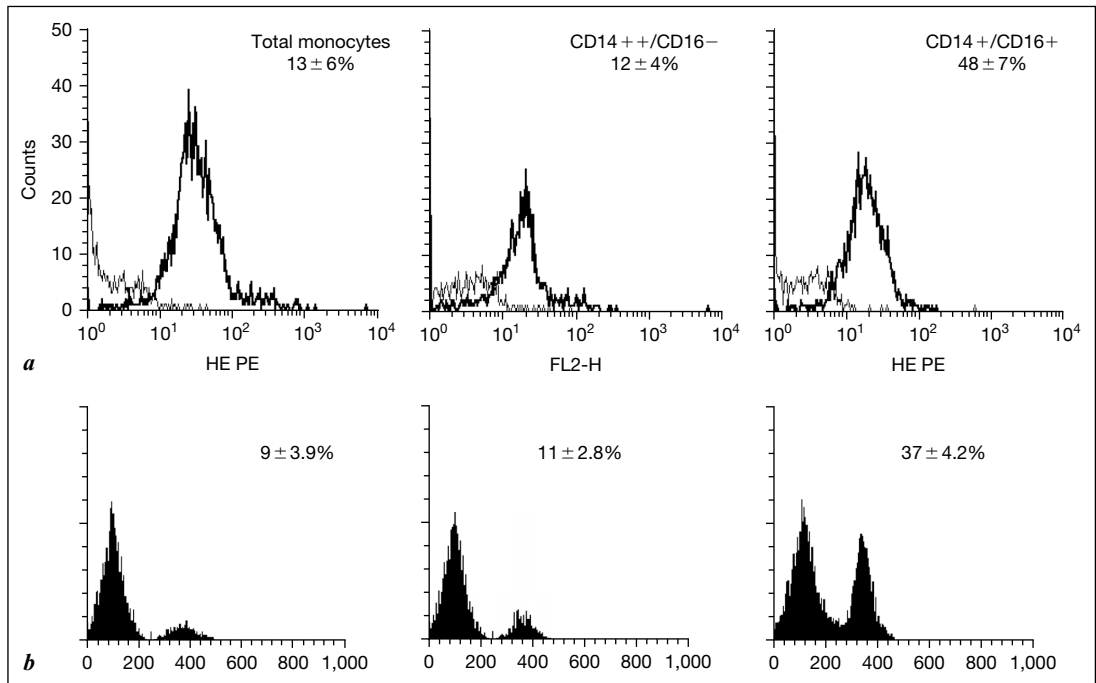 50
40
30
20
10
0
Counts
Total monocytes
13 ± 6%
10⁰ 10¹ 10² 10³ 10⁴
HE PE
CD14++/CD16−
12 ± 4%
10⁰ 10¹ 10² 10³ 10⁴
FL2-H
CD14+/CD16+
48 ± 7%
10⁰ 10¹ 10² 10³ 10⁴
HE PE
a
9 ± 3.9%
0 200 400 600 800 1,000
11 ± 2.8%
0 200 400 600 800 1,000
37 ± 4.2%
0 200 400 600 800 1,000
b